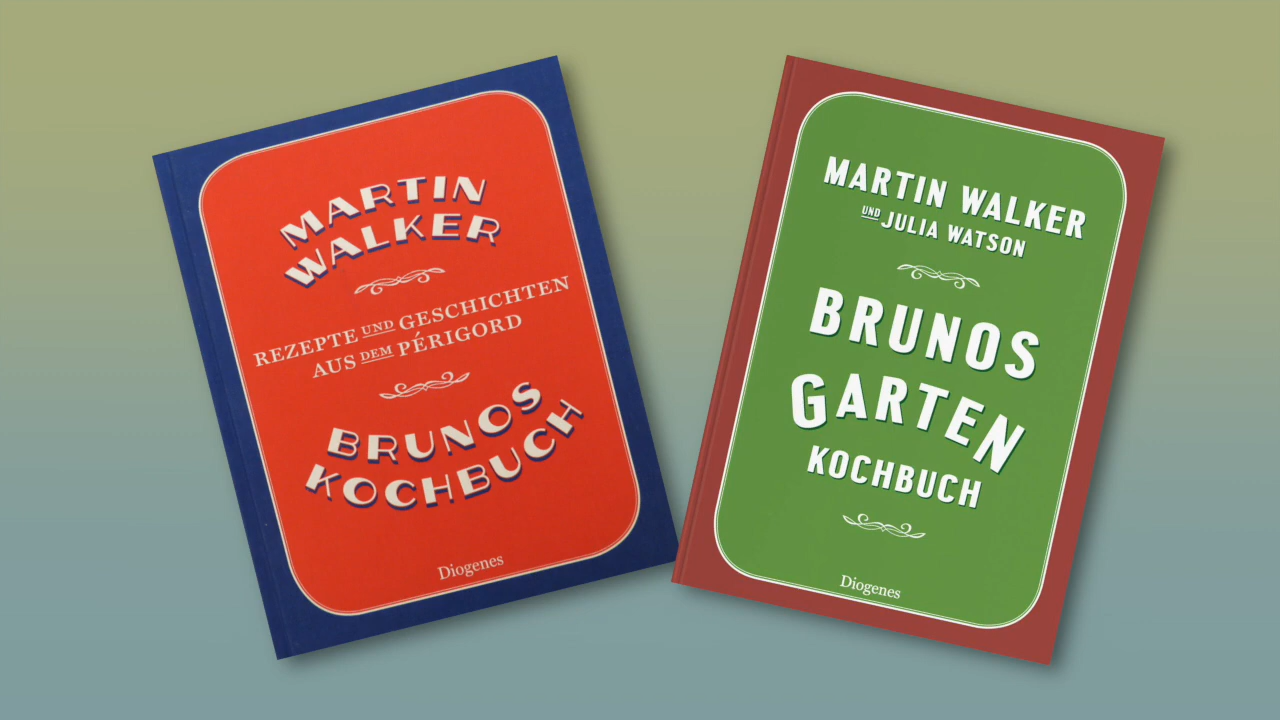 MARTIN
WALKER
REZEPTE UND GESCHICHTEN
AUS DEM PÉRIGORD
BRUNOS
KOCHBUCH
Diogenes
MARTIN WALKER
UND JULIA WATSON
BRUNOS
GARTEN
KOCHBUCH
Diogenes